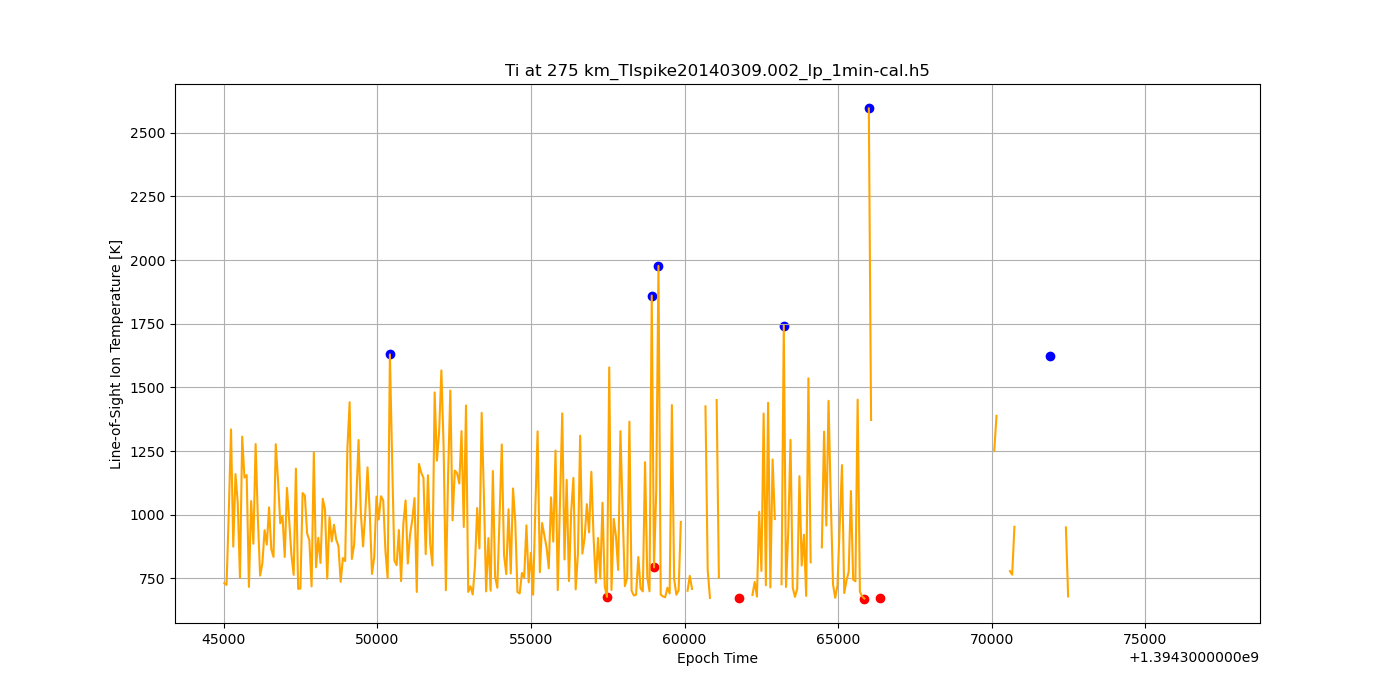 Ti at 275 km_TIspike20140309.002_lp_1min-cal.h5
Line-of-Sight Ion Temperature [K]
2500
2250
2000
1750
1500
1250
1000
750
45000 50000 55000 60000 65000 70000 75000
Epoch Time
+1.3943000000e9